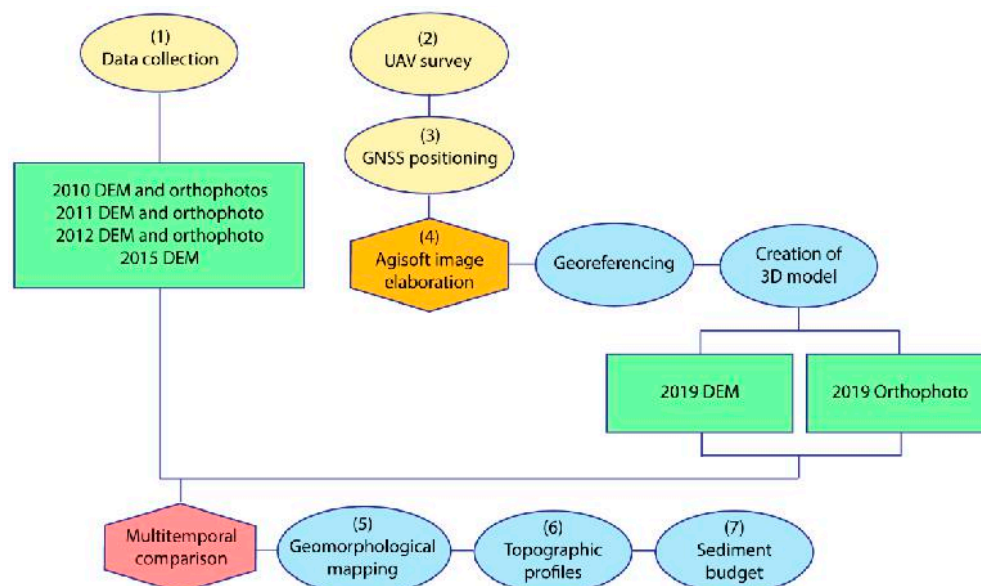 (1)
Data collection
(2)
UAV survey
(3)
GNSS positioning
2010 DEM and orthophotos
2011 DEM and orthophoto
2012 DEM and orthophoto
2015 DEM
(4)
Agisoft image
elaboration
Georeferencing
Creation of
3D model
2019 DEM
2019 Orthophoto
Multitemporal
comparison
(5)
Geomorphological
mapping
(6)
Topographic
profiles
(7)
Sediment
budget